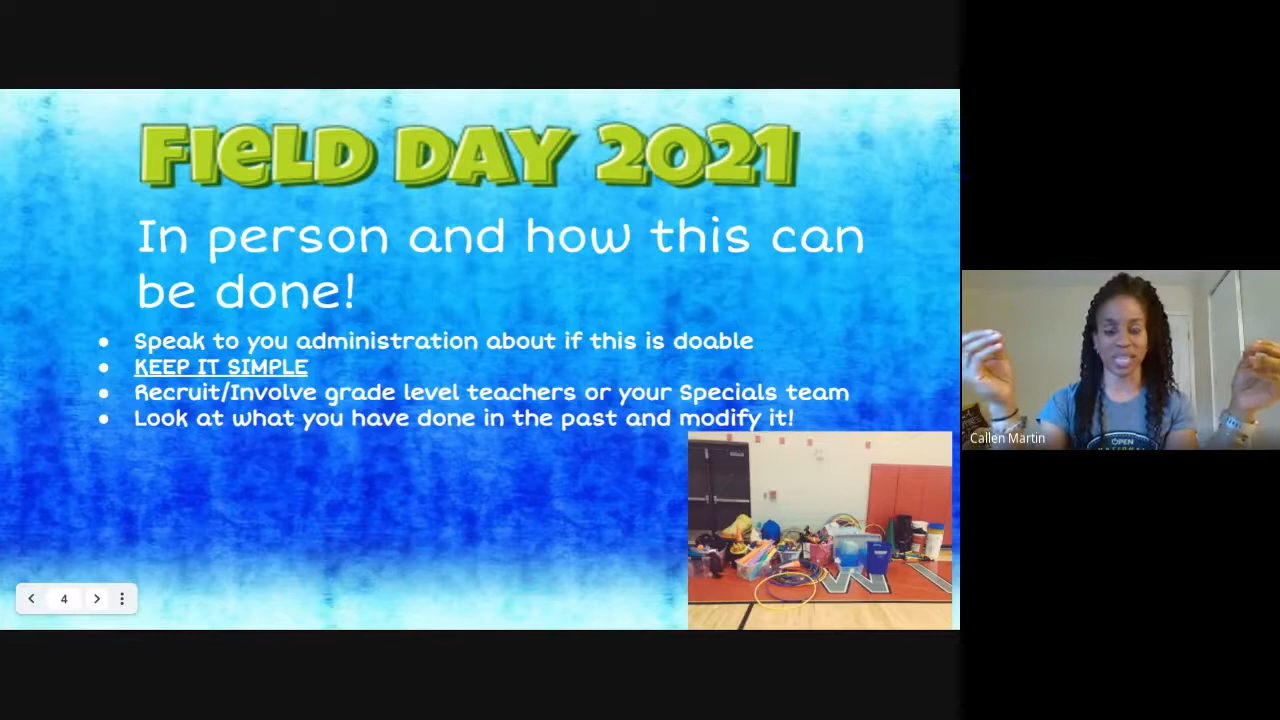 FIELD DAY 2021
In person and how this can
be done!
● Speak to you administration about if this is doable
● KEEP IT SIMPLE
● Recruit/Involve grade level teachers or your Specials team
● Look at what you have done in the past and modify it!
4
Callen Martin
OPEN